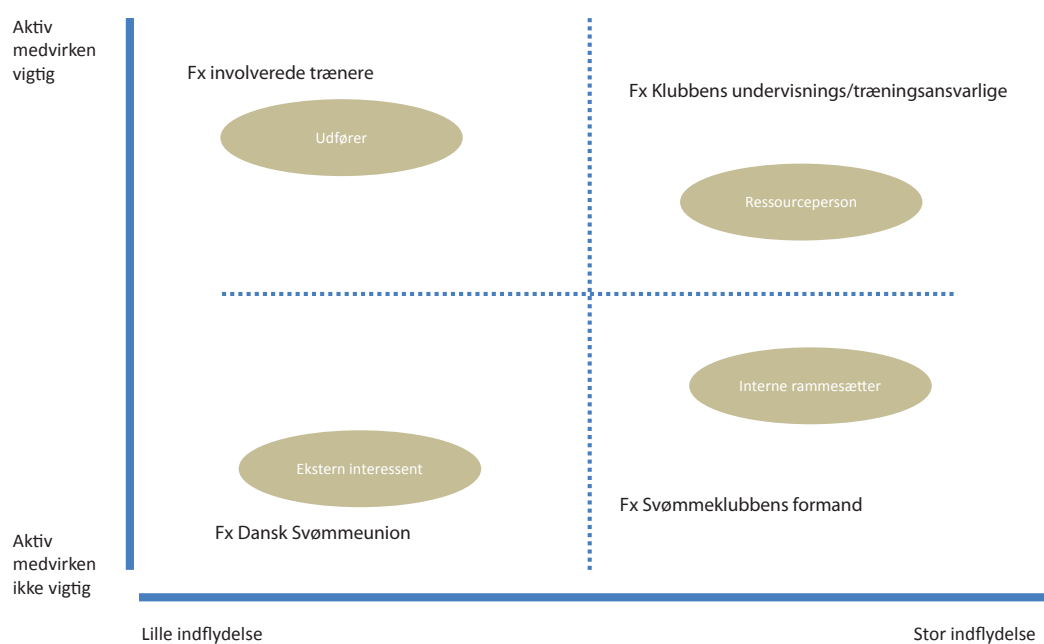 Aktiv
medvirken
vigtig
Fx involverede trænere
Fx Klubbens undervisnings/træningsansvarlige
Udfører
Ressourceperson
Interne rammesætter
Ekstern interessent
Fx Svømmeklubbens formand
Fx Dansk Svømmeunion
Aktiv
medvirken
ikke vigtig
Lille indflydelse
Stor indflydelse